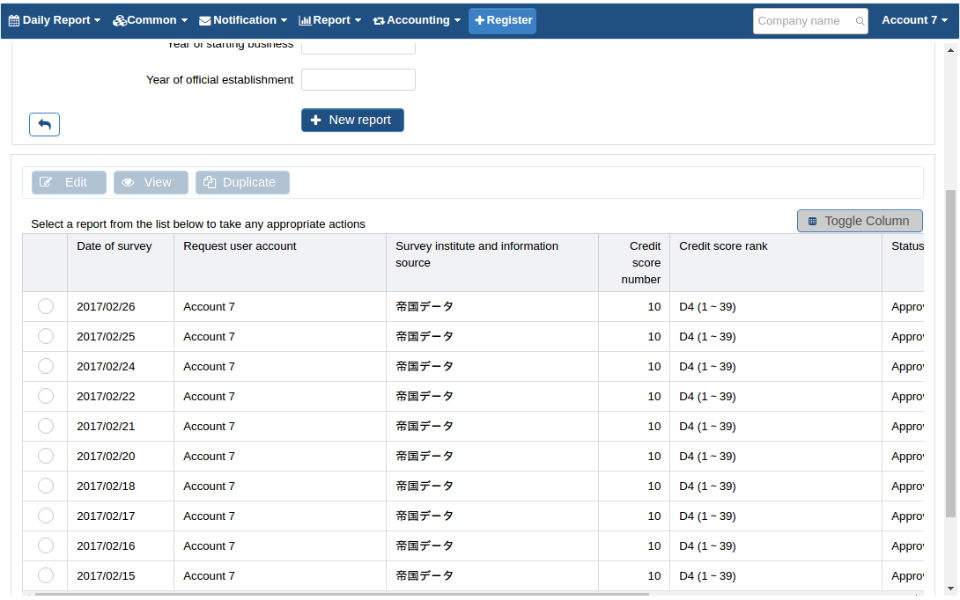 Daily Report Common Notification Report Accounting Register Company name Account 7
Year of starting business
Year of official establishment
New report
Edit View Duplicate
Select a report from the list below to take any appropriate actions
Toggle Column
Date of survey Request user account Survey institute and information source Credit score number Credit score rank Status
2017/02/26 Account 7 帝国データ 10 D4 (1 ~ 39) Approv
2017/02/25 Account 7 帝国データ 10 D4 (1 ~ 39) Approv
2017/02/24 Account 7 帝国データ 10 D4 (1 ~ 39) Approv
2017/02/22 Account 7 帝国データ 10 D4 (1 ~ 39) Approv
2017/02/21 Account 7 帝国データ 10 D4 (1 ~ 39) Approv
2017/02/20 Account 7 帝国データ 10 D4 (1 ~ 39) Approv
2017/02/18 Account 7 帝国データ 10 D4 (1 ~ 39) Approv
2017/02/17 Account 7 帝国データ 10 D4 (1 ~ 39) Approv
2017/02/16 Account 7 帝国データ 10 D4 (1 ~ 39) Approv
2017/02/15 Account 7 帝国データ 10 D4 (1 ~ 39) Approv